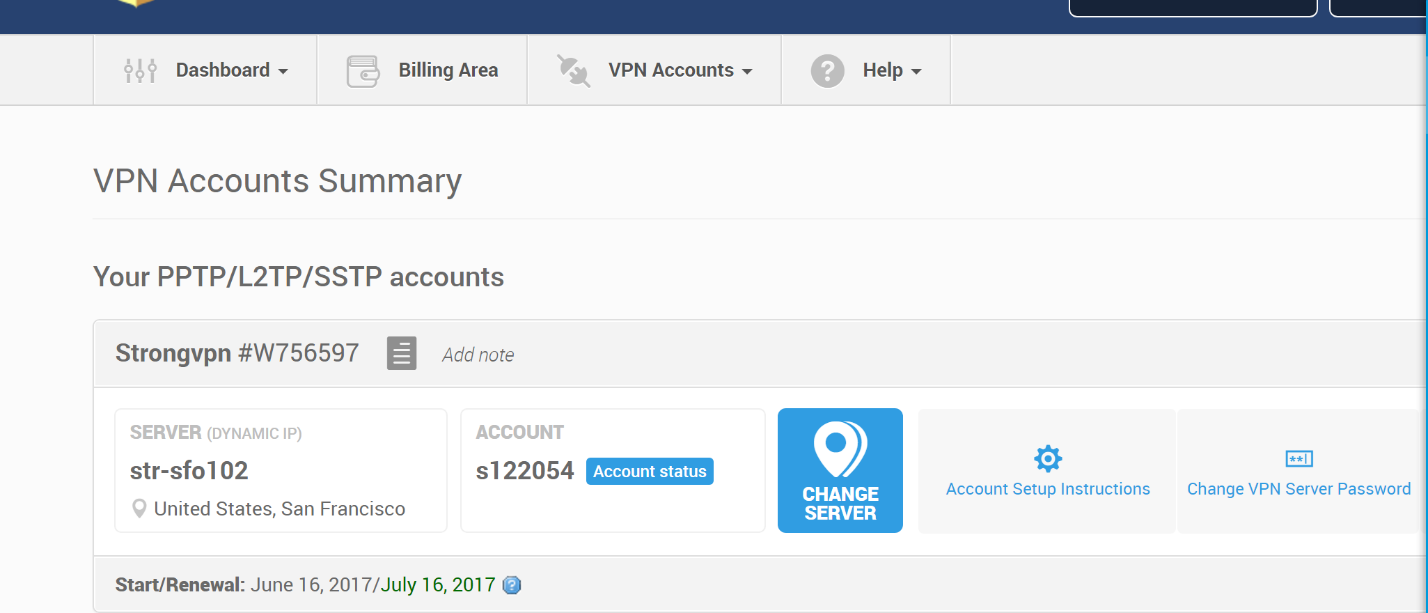 Dashboard Billing Area VPN Accounts Help
VPN Accounts Summary
Your PPTP/L2TP/SSTP accounts
Strongvpn #W756597 Add note
SERVER (DYNAMIC IP)
str-sfo102
United States, San Francisco
ACCOUNT
s122054 Account status
CHANGE
SERVER
Account Setup Instructions
**
Change VPN Server Password
Start/Renewal: June 16, 2017/July 16, 2017 ?